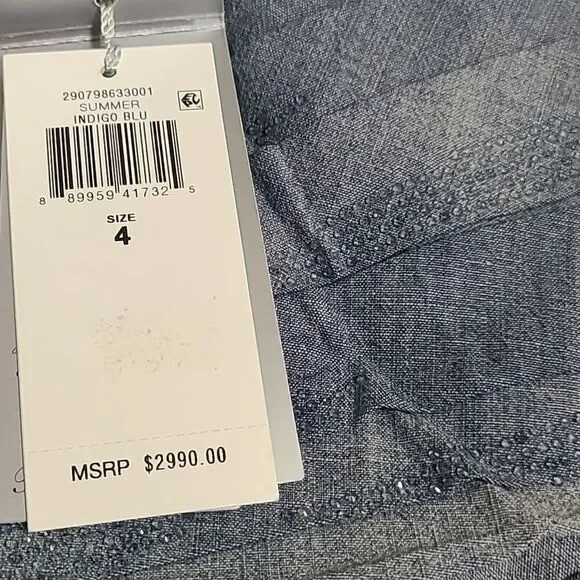 290798633001
SUMMER
INDIGO BLU
8 89959 41732 5
SIZE
4
MSRP $2990.00